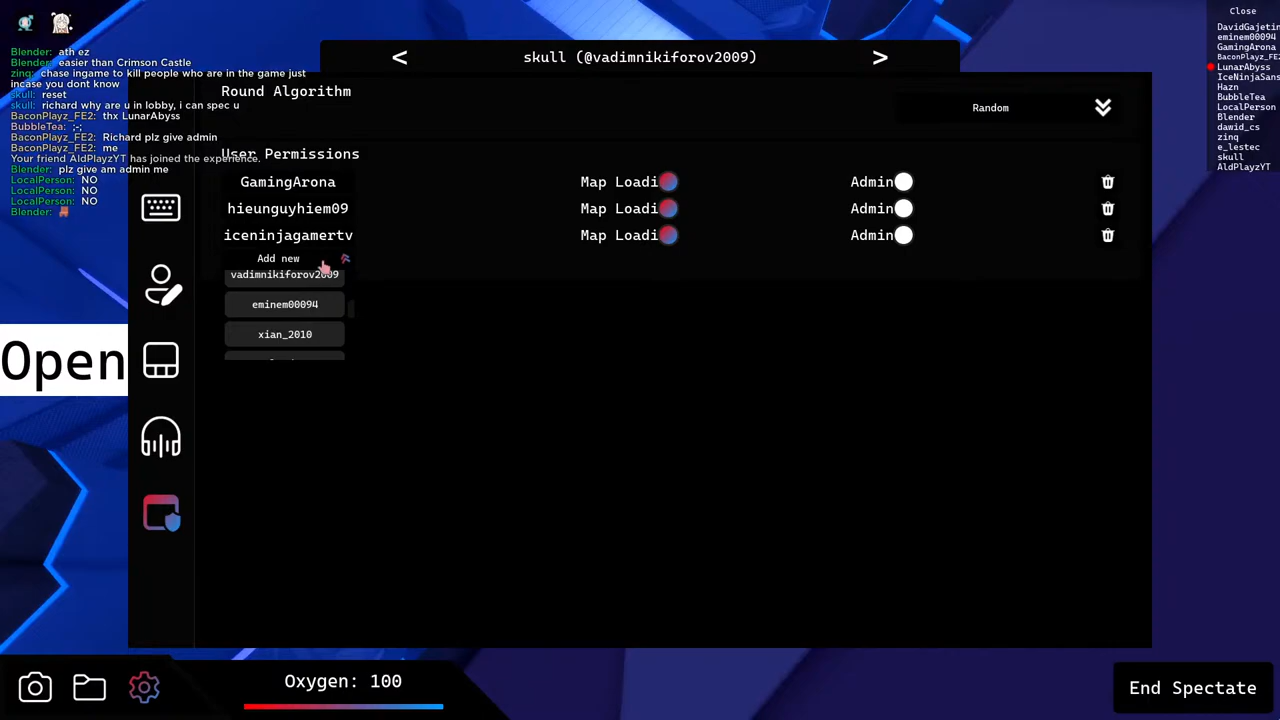 Close
Blender: ath ez
Blender: easier than Crimson Castle
zinq: chase ingame to kill people who are in the game just
incase you dont know
skull: reset
skull: richard why are u in lobby, i can spec u
BaconPlayz_FE2: thx LunarAbyss
BubbleTea: ;-;
BaconPlayz_FE2: Richard plz give admin
BaconPlayz_FE2: me
Your friend AldPlayzYT has joined the experience.
Blender: plz give am admin me
LocalPerson: NO
LocalPerson: NO
LocalPerson: NO
Blender:
< skull (@vadimnikiforov2009) >
DavidGajetin
eminem00094
GamingArona
BaconPlayz_FE2
LunarAbyss
IceNinjaSans
Hazn
BubbleTea
LocalPerson
Blender
dawid_cs
zinq
e_lestec
skull
AldPlayzYT
Round Algorithm
Random
User Permissions
GamingArona Map Loadi Admin
hieunguyhiem09 Map Loadi Admin
iceninjagamertv Map Loadi Admin
Add new
vadimnikiforov2009
eminem00094
xian_2010
Open
Oxygen: 100
End Spectate